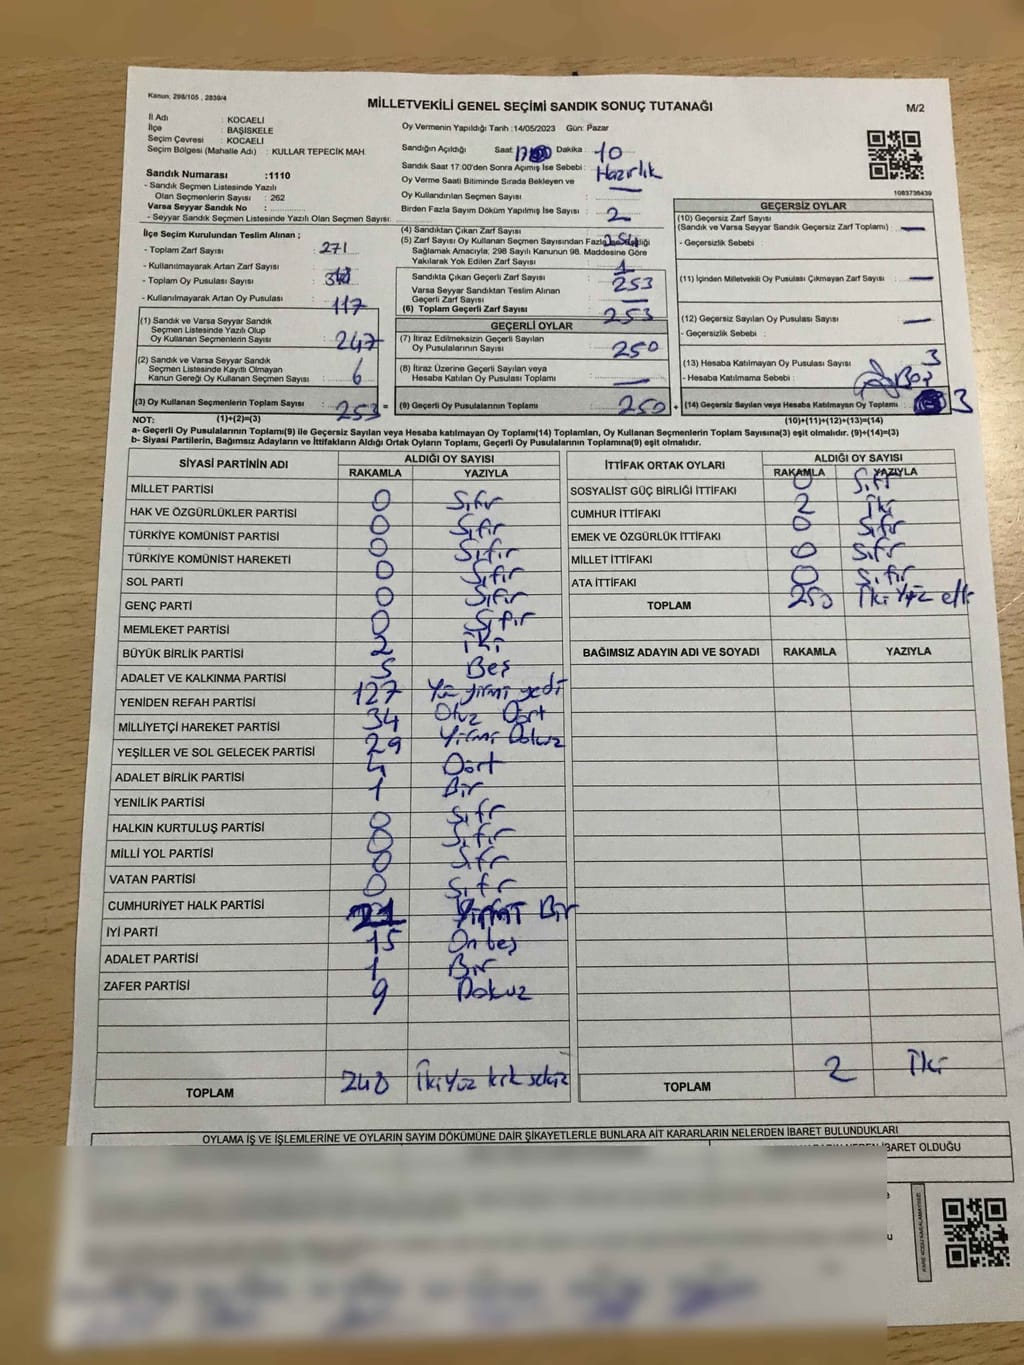 Kanun; 298/105 , 2839/4
MİLLETVEKİLİ GENEL SEÇİMİ SANDIK SONUÇ TUTANAĞI
M/2
İl Adı : KOCAELİ
İlçe : BAŞİSKELE
Seçim Çevresi : KOCAELİ
Seçim Bölgesi (Mahalle Adı) : KULLAR TEPECİK MAH.
Sandık Numarası :1110
- Sandık Seçmen Listesinde Yazılı
Olan Seçmenlerin Sayısı : 262
Varsa Seyyar Sandık No :
- Seyyar Sandık Seçmen Listesinde Yazılı Olan Seçmen Sayısı:
Oy Vermenin Yapıldığı Tarih :14/05/2023 Gün: Pazar
Sandığın Açıldığı Saat: Dakika : 10
Sandık Saat 17:00'den Sonra Açılmış İse Sebebi : Hazırlık
Oy Verme Saati Bitiminde Sırada Bekleyen ve
Oy Kullandırılan Seçmen Sayısı : —
Birden Fazla Sayım Döküm Yapılmış İse Sayısı : 2
1083736439
İlçe Seçim Kurulundan Teslim Alınan ;
- Toplam Zarf Sayısı : 271
- Kullanılmayarak Artan Zarf Sayısı :
- Toplam Oy Pusulası Sayısı :
- Kullanılmayarak Artan Oy Pusulası : 117
(1) Sandık ve Varsa Seyyar Sandık
Seçmen Listesinde Yazılı Olup
Oy Kullanan Seçmenlerin Sayısı : 247
(2) Sandık ve Varsa Seyyar Sandık
Seçmen Listesinde Kayıtlı Olmayan
Kanun Gereği Oy Kullanan Seçmen Sayısı : 6
(3) Oy Kullanan Seçmenlerin Toplam Sayısı : 253 =
(4) Sandıktan Çıkan Zarf Sayısı : 254
(5) Zarf Sayısı Oy Kullanan Seçmen Sayısından Fazla
Sağlamak Amacıyla; 298 Sayılı Kanunun 98. Maddesine Göre
Yakılarak Yok Edilen Zarf Sayısı : 1
Sandıkta Çıkan Geçerli Zarf Sayısı : 253
Varsa Seyyar Sandıktan Teslim Alınan
Geçerli Zarf Sayısı : —
(6) Toplam Geçerli Zarf Sayısı : 253
GEÇERLİ OYLAR
(7) İtiraz Edilmeksizin Geçerli Sayılan
Oy Pusulalarının Sayısı : 250
(8) İtiraz Üzerine Geçerli Sayılan veya
Hesaba Katılan Oy Pusulası Toplamı : —
(9) Geçerli Oy Pusulalarının Toplamı : 250 +
GEÇERSİZ OYLAR
(10) Geçersiz Zarf Sayısı
(Sandık ve Varsa Seyyar Sandık Geçersiz Zarf Toplamı) : —
- Geçersizlik Sebebi :
(11) İçinden Milletvekili Oy Pusulası Çıkmayan Zarf Sayısı : —
(12) Geçersiz Sayılan Oy Pusulası Sayısı : —
- Geçersizlik Sebebi :
(13) Hesaba Katılmayan Oy Pusulası Sayısı : 3
- Hesaba Katılmama Sebebi : Boş
(14) Geçersiz Sayılan veya Hesaba Katılmayan Oy Toplamı : 3
NOT: (1)+(2)=(3) (10)+(11)+(12)+(13)=(14)
a- Geçerli Oy Pusulaları Toplamı(9) ile Geçersiz Sayılan veya Hesaba katılmayan Oy Toplamı(14) Toplamları, Oy Kullanan Seçmenlerin Toplam Sayısına(3) eşit olmalıdır. (9)+(14)=(3)
b- Siyasi Partilerin, Bağımsız Adayların ve İttifakların Aldığı Ortak Oyların Toplamı, Geçerli Oy Pusulalarının Toplamına(9) eşit olmalıdır.
SİYASİ PARTİNİN ADI ALDIĞI OY SAYISI
RAKAMLA YAZIYLA
MİLLET PARTİSİ 0 Sıfır
HAK VE ÖZGÜRLÜKLER PARTİSİ 0 Sıfır
TÜRKİYE KOMÜNİST PARTİSİ 0 Sıfır
TÜRKİYE KOMÜNİST HAREKETİ 0 Sıfır
SOL PARTİ 0 Sıfır
GENÇ PARTİ 0 Sıfır
MEMLEKET PARTİSİ 2 İki
BÜYÜK BİRLİK PARTİSİ 5 Beş
ADALET VE KALKINMA PARTİSİ 127 Yüz yirmi yedi
YENİDEN REFAH PARTİSİ 34 Otuz Dört
MİLLİYETÇİ HAREKET PARTİSİ 29 Yirmi Dokuz
YEŞİLLER VE SOL GELECEK PARTİSİ 4 Dört
ADALET BİRLİK PARTİSİ 1 Bir
YENİLİK PARTİSİ 0 Sıfır
HALKIN KURTULUŞ PARTİSİ 0 Sıfır
MİLLİ YOL PARTİSİ 0 Sıfır
VATAN PARTİSİ 0 Sıfır
CUMHURİYET HALK PARTİSİ 21 Yirmi Bir
İYİ PARTİ 15 On beş
ADALET PARTİSİ 1 Bir
ZAFER PARTİSİ 9 Dokuz
TOPLAM 248 İkiyüz kırk sekiz
İTTİFAK ORTAK OYLARI ALDIĞI OY SAYISI
RAKAMLA YAZIYLA
SOSYALİST GÜÇ BİRLİĞİ İTTİFAKI 0 Sıfır
CUMHUR İTTİFAKI 2 İki
EMEK VE ÖZGÜRLÜK İTTİFAKI 0 Sıfır
MİLLET İTTİFAKI 0 Sıfır
ATA İTTİFAKI 0 Sıfır
TOPLAM 250 İki Yüz elli
BAĞIMSIZ ADAYIN ADI VE SOYADI RAKAMLA YAZIYLA
TOPLAM 2 İki
OYLAMA İŞ VE İŞLEMLERİNE VE OYLARIN SAYIM DÖKÜMÜNE DAİR ŞİKAYETLERLE BUNLARA AİT KARARLARIN NELERDEN İBARET BULUNDUKLARI
İBARET OLDUĞU
KARE KODU KARALAMAYINIZ!